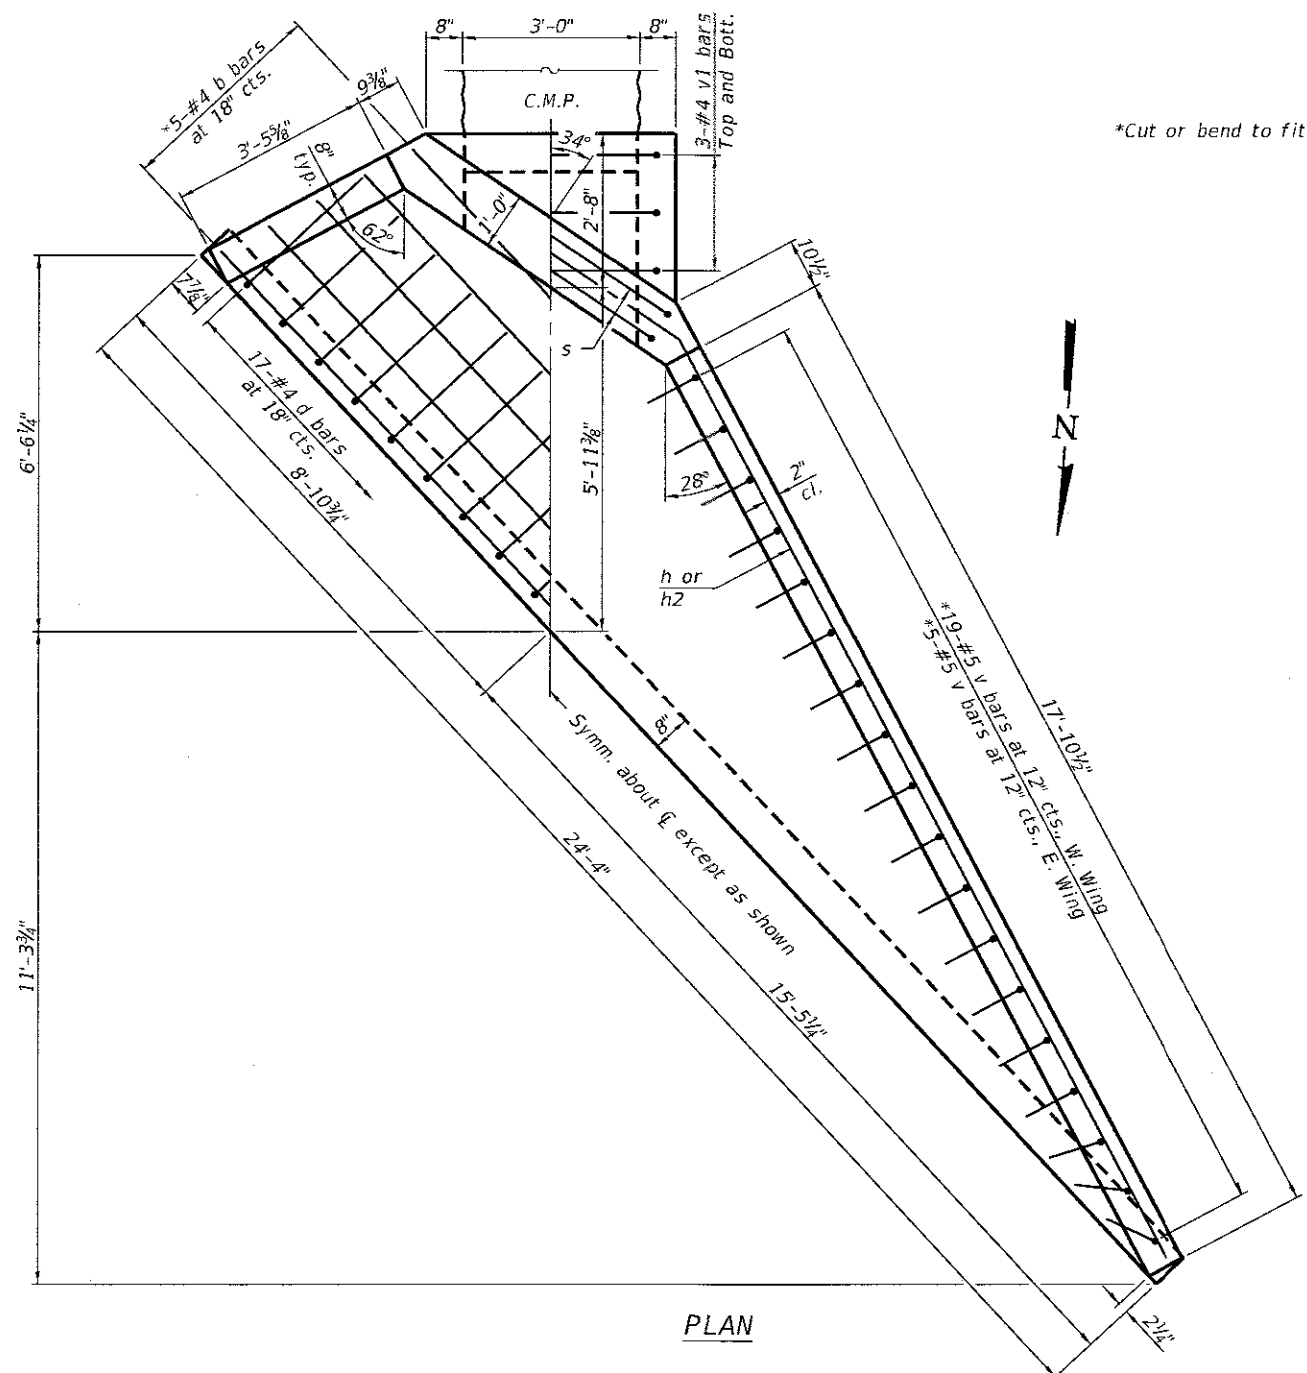 8"
3'-0"
8"
3-#4 v1 bars
Top and Bott.
*5-#4 b bars
at 18" cts.
9⅜"
C.M.P.
*Cut or bend to fit
3'-5⅝"
34°
8"
typ.
1'-0"
2'-8"
62°
10½"
7⅞"
s
17-#4 d bars
at 18" cts.
8'-10¾"
6'-6¼"
5'-11⅜"
28°
2"
cl.
N
h or
h2
*19-#5 v bars at 12" cts., W. Wing
*5-#5 v bars at 12" cts., E. Wing
17'-10½"
8"
Symm. about ℄ except as shown
24'-4"
15'-5¼"
11'-3¾"
2¼"
PLAN